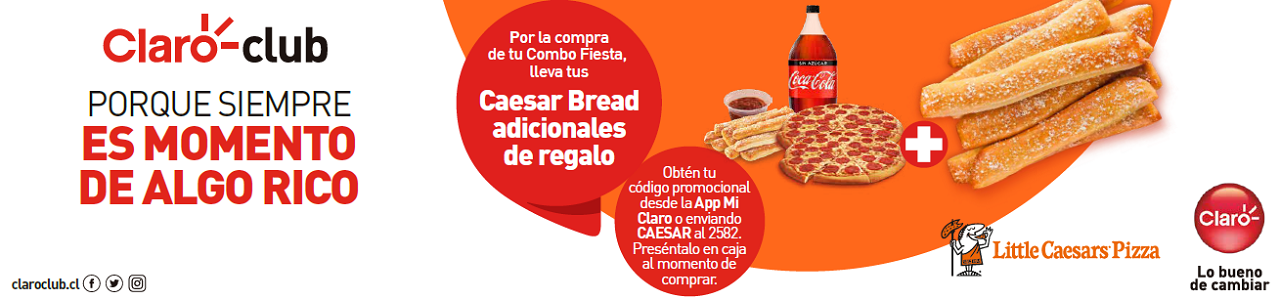 Claro-club
PORQUE SIEMPRE
ES MOMENTO
DE ALGO RICO
claroclub.cl
Por la compra
de tu Combo Fiesta,
lleva tus
Caesar Bread
adicionales
de regalo
Obtén tu
código promocional
desde la App Mi
Claro o enviando
CAESAR al 2582.
Preséntalo en caja
al momento de
comprar.
SIN AZÚCAR
Coca-Cola
Little Caesars Pizza
Claro
Lo bueno
de cambiar